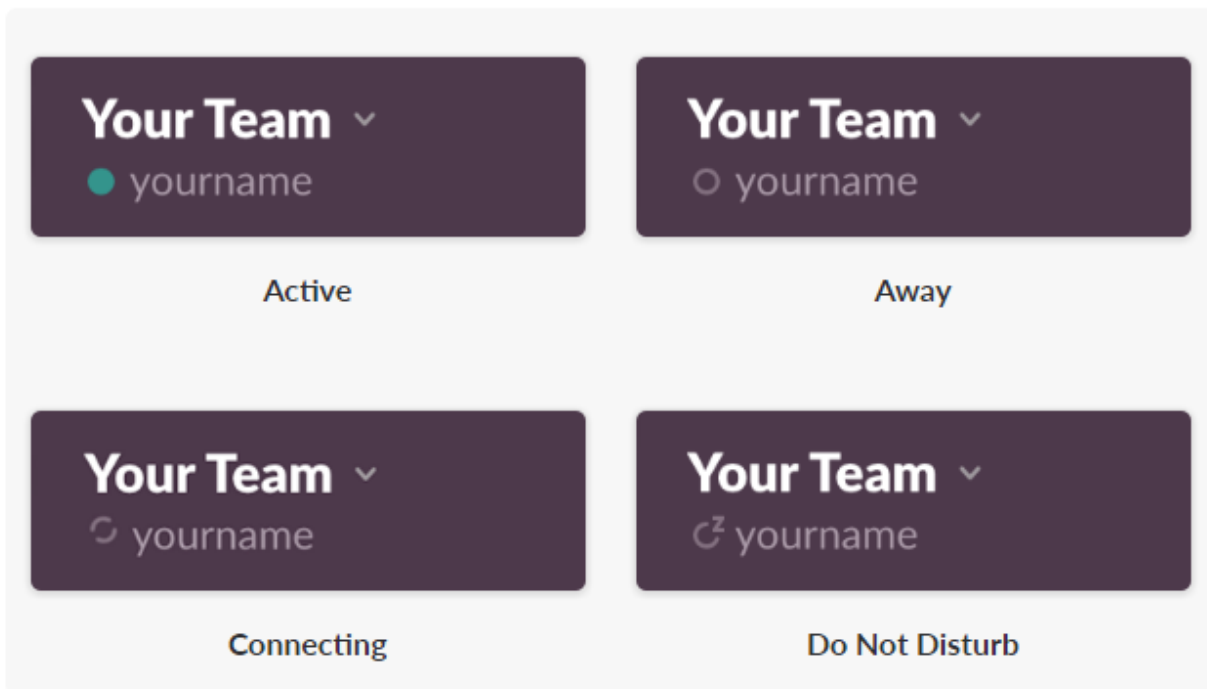 Your Team
yourname
Active
Your Team
yourname
Away
Your Team
yourname
Connecting
Your Team
z yourname
Do Not Disturb